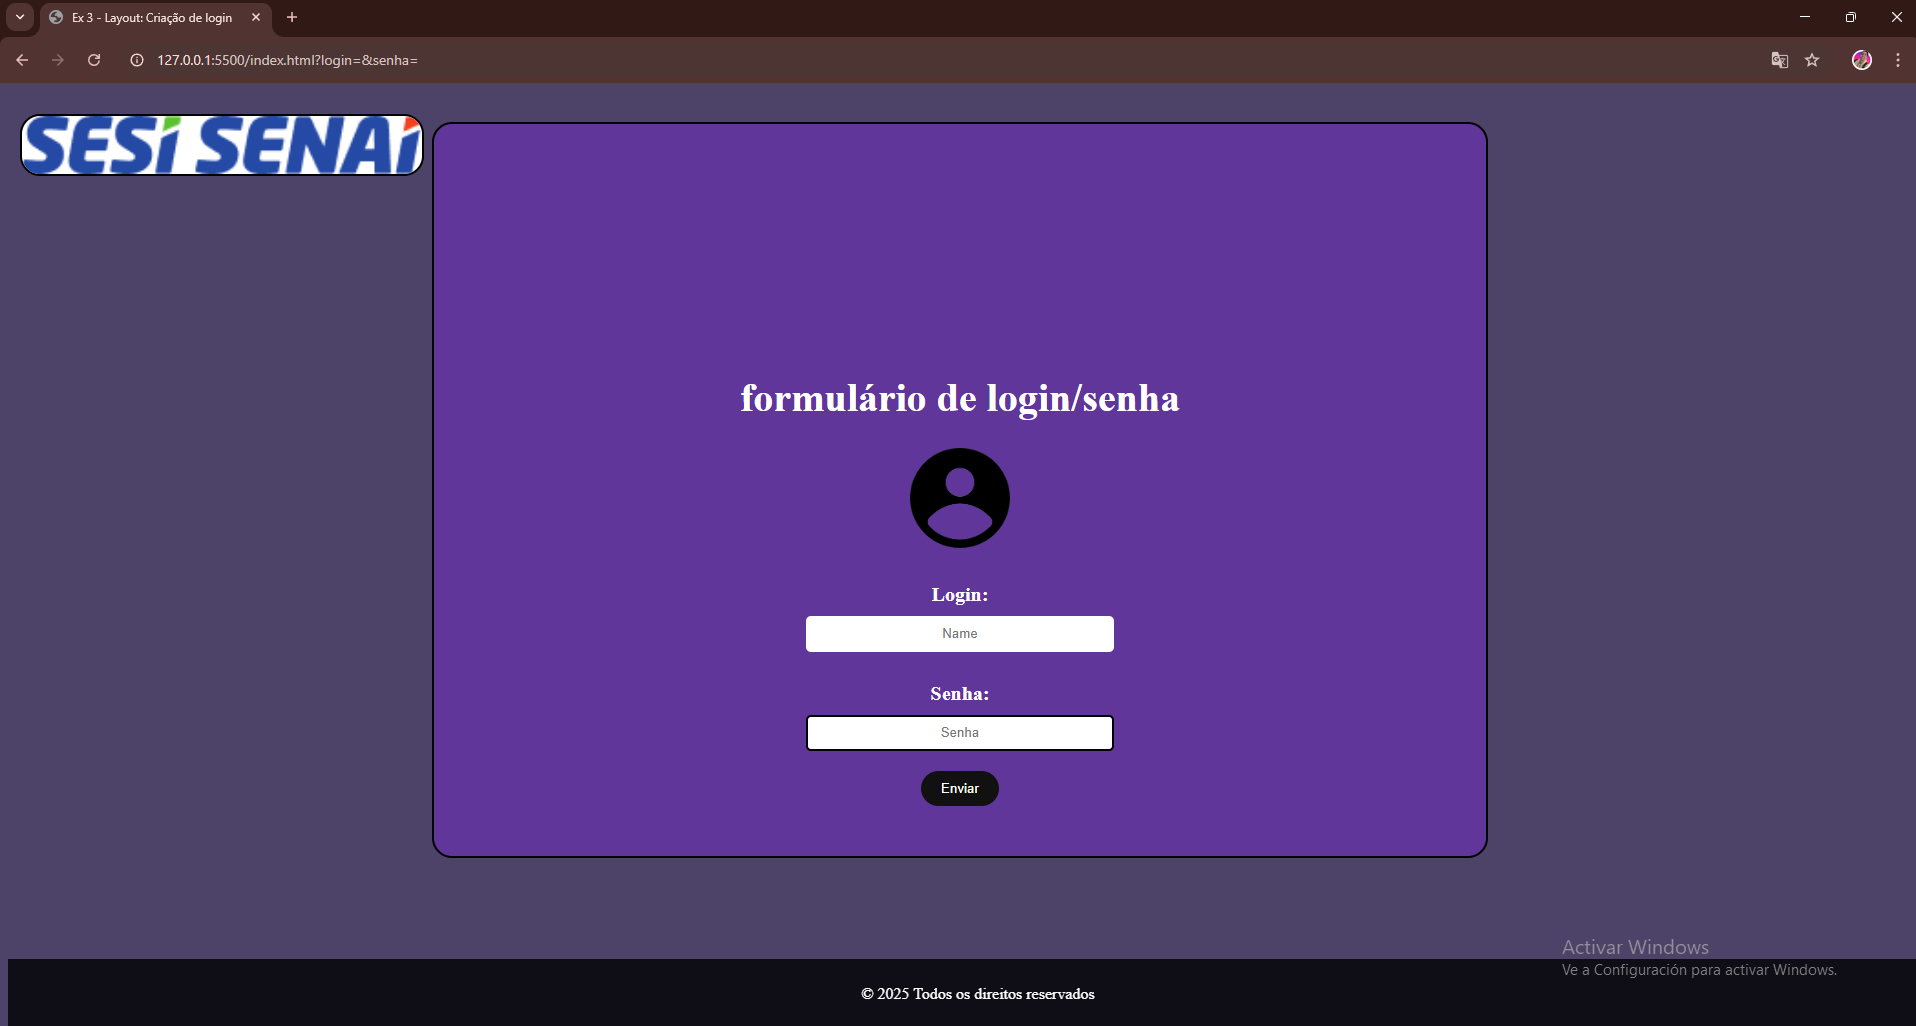 Ex 3 - Layout: Criação de login
127.0.0.1:5500/index.html?login=&senha=
SESI SENAI
formulário de login/senha
Login:
Name
Senha:
Senha
Enviar
Activar Windows
Ve a Configuración para activar Windows.
© 2025 Todos os direitos reservados